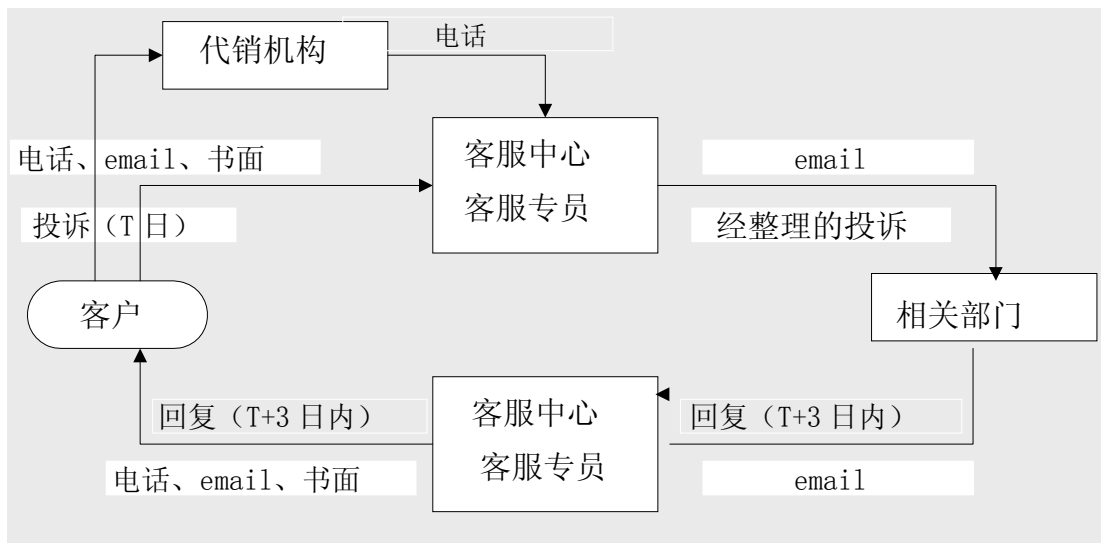 代销机构
电话
客服中心
客服专员
电话、email、书面
email
投诉（T 日）
经整理的投诉
客户
相关部门
客服中心
客服专员
回复（T+3 日内）
回复（T+3 日内）
电话、email、书面
email